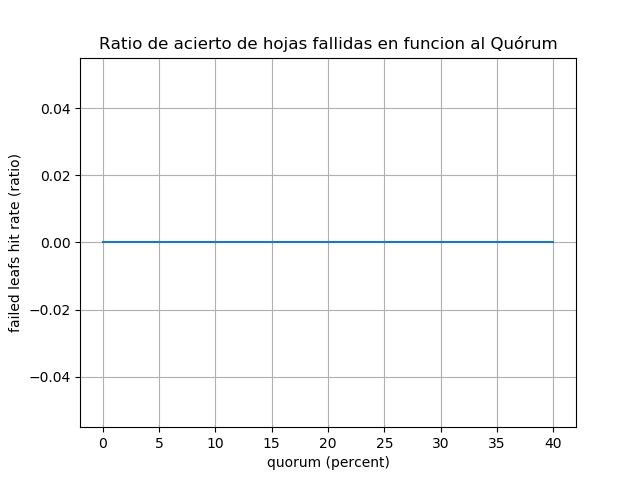 Ratio de acierto de hojas fallidas en funcion al Quórum
0.04
0.02
0.00
−0.02
−0.04
failed leafs hit rate (ratio)
0 5 10 15 20 25 30 35 40
quorum (percent)